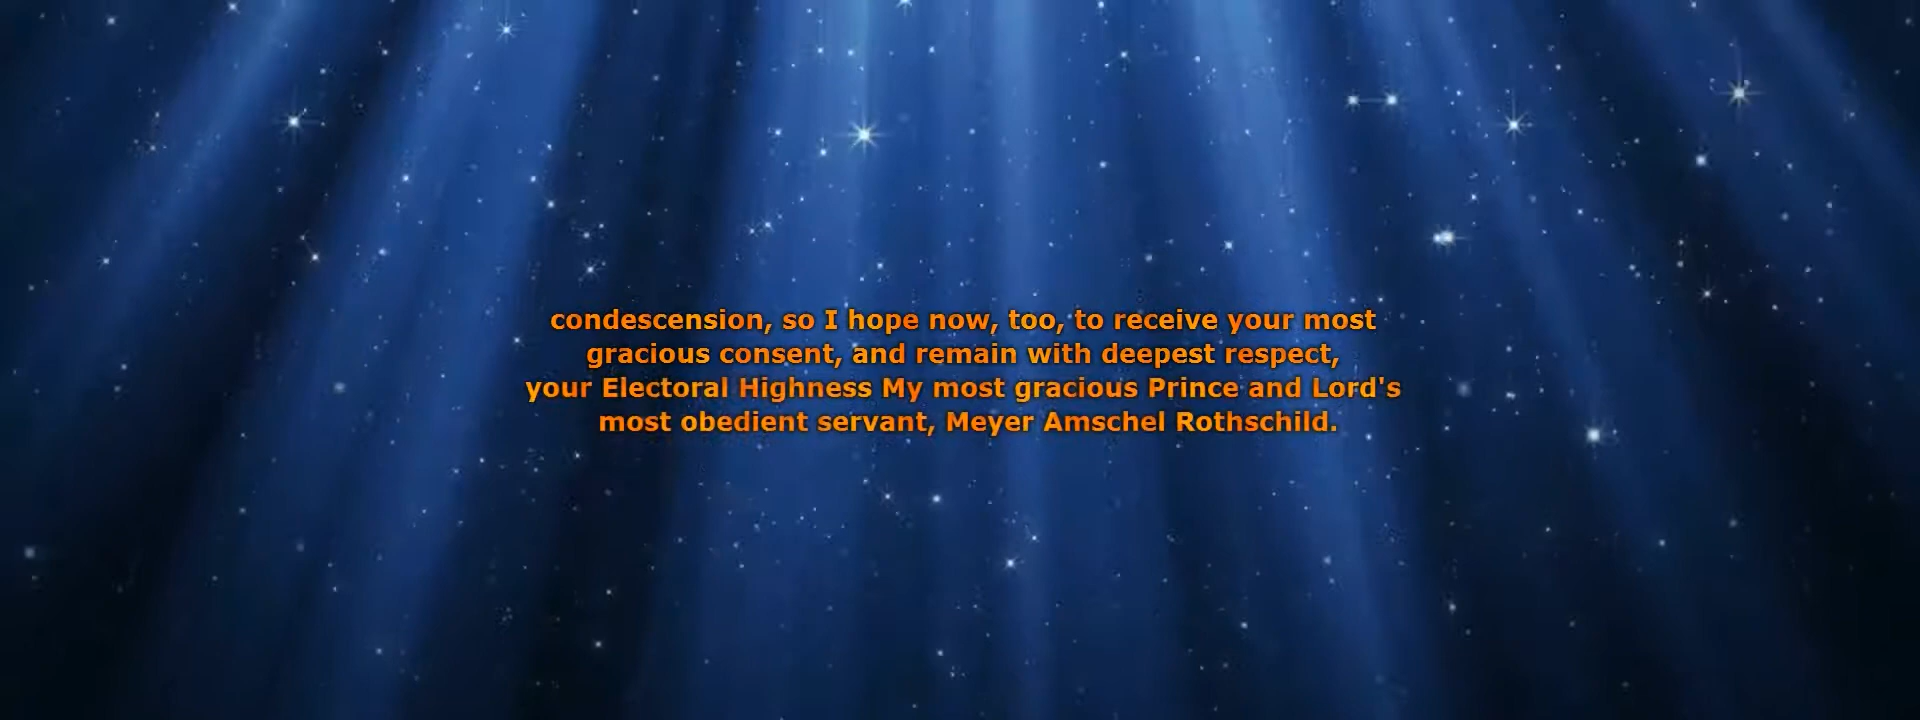 condescension, so I hope now, too, to receive your most
gracious consent, and remain with deepest respect,
your Electoral Highness My most gracious Prince and Lord's
most obedient servant, Meyer Amschel Rothschild.